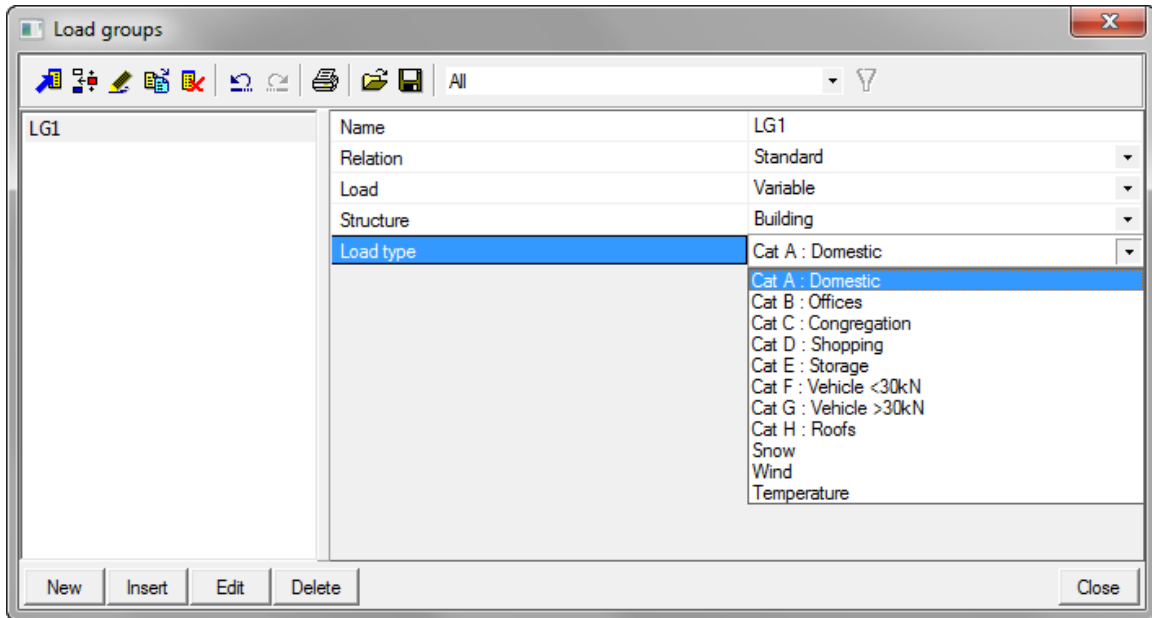 Load groups
All
LG1
Name LG1
Relation Standard
Load Variable
Structure Building
Load type Cat A : Domestic
Cat A : Domestic
Cat B : Offices
Cat C : Congregation
Cat D : Shopping
Cat E : Storage
Cat F : Vehicle <30kN
Cat G : Vehicle >30kN
Cat H : Roofs
Snow
Wind
Temperature
New Insert Edit Delete Close